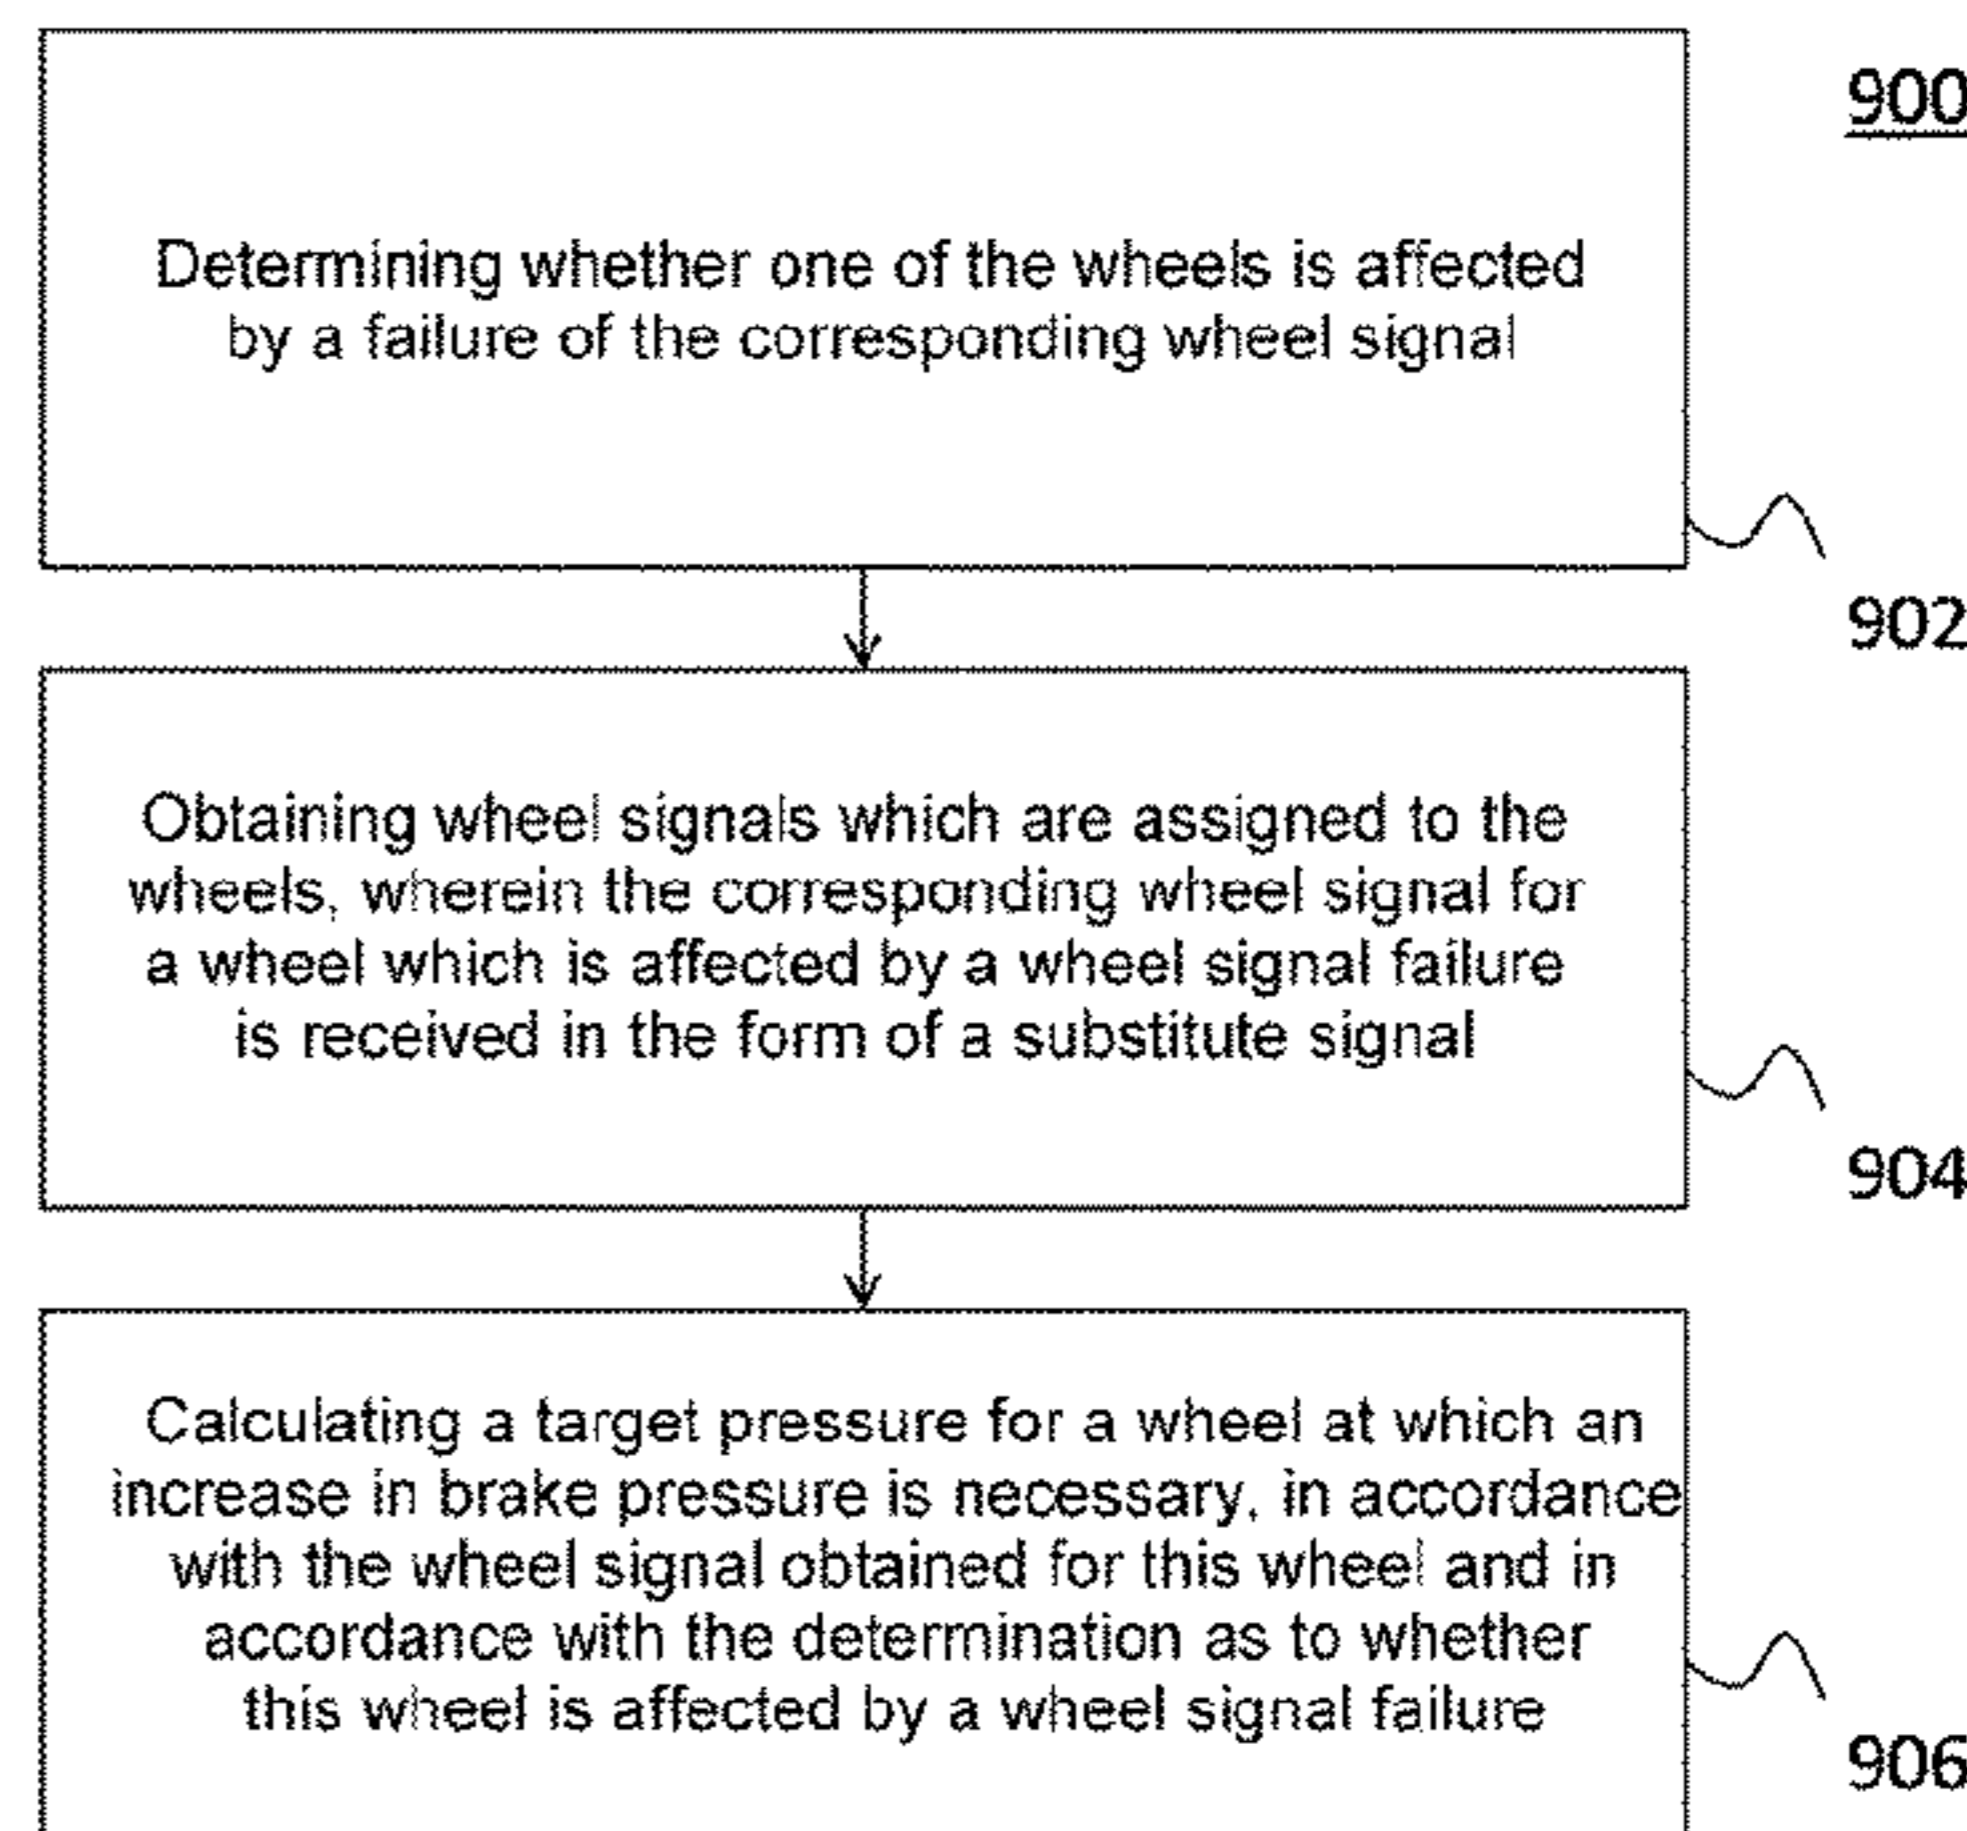 900
Determining whether one of the wheels is affected
by a failure of the corresponding wheel signal
902
Obtaining wheel signals which are assigned to the
wheels, wherein the corresponding wheel signal for
a wheel which is affected by a wheel signal failure
is received in the form of a substitute signal
904
Calculating a target pressure for a wheel at which an
increase in brake pressure is necessary, in accordance
with the wheel signal obtained for this wheel and in
accordance with the determination as to whether
this wheel is affected by a wheel signal failure
906